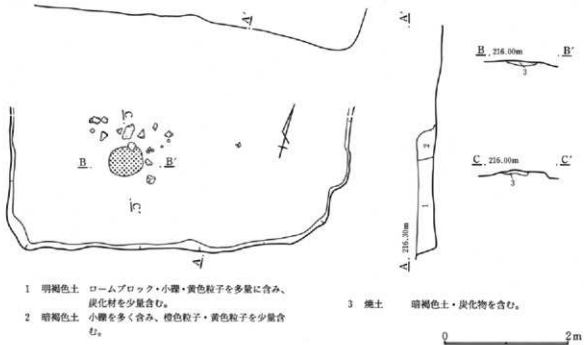 A'
A'
B 216.00m B'
3
C'
B B'
2
C 216.00m C'
3
C
1
A
A 216.30m
1 明褐色土 ロームブロック・小礫・黄色粒子を多量に含み、
炭化材を少量含む。
2 暗褐色土 小礫を多く含み、橙色粒子・黄色粒子を少量含
む。
3 焼土 暗褐色土・炭化物を含む。
0 2m